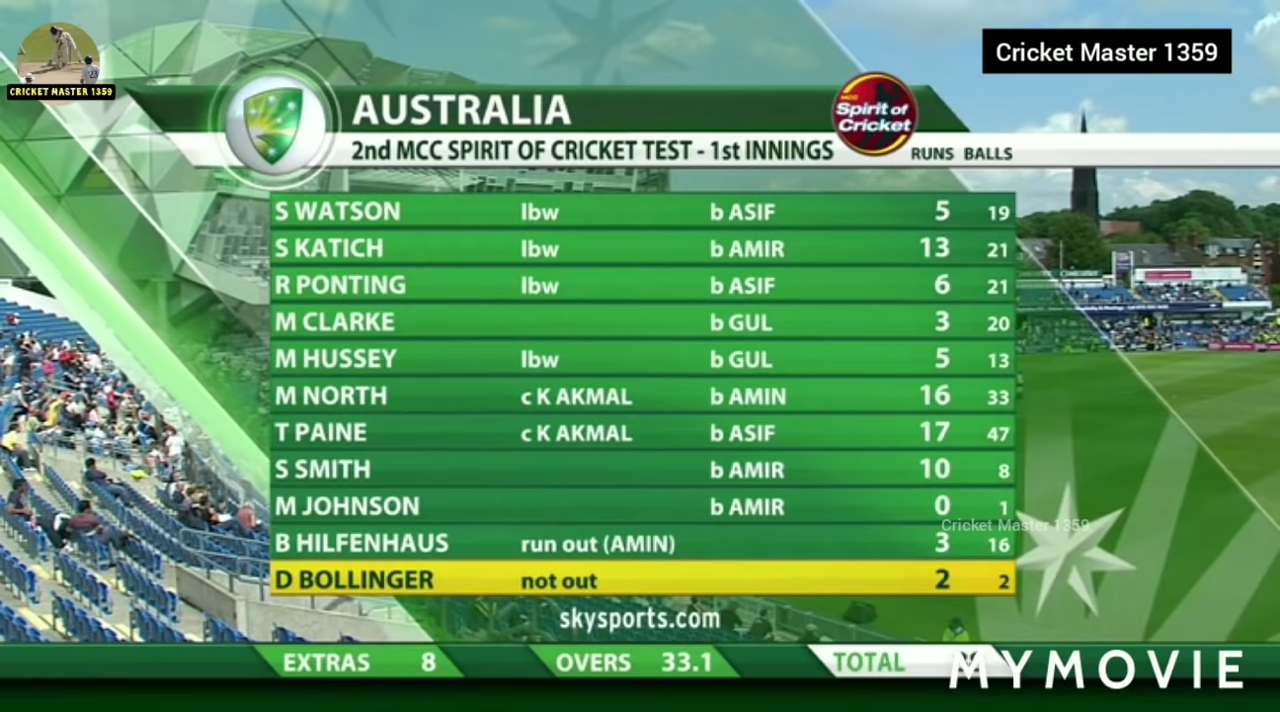 CRICKET MASTER 1359
Cricket Master 1359
AUSTRALIA
MCC
Spirit of
Cricket
2nd MCC SPIRIT OF CRICKET TEST - 1st INNINGS RUNS BALLS
S WATSON lbw b ASIF 5 19
S KATICH lbw b AMIR 13 21
R PONTING lbw b ASIF 6 21
M CLARKE b GUL 3 20
M HUSSEY lbw b GUL 5 13
M NORTH c K AKMAL b AMIN 16 33
T PAINE c K AKMAL b ASIF 17 47
S SMITH b AMIR 10 8
M JOHNSON b AMIR 0 1
Cricket Master 1359
B HILFENHAUS run out (AMIN) 3 16
D BOLLINGER not out 2 2
skysports.com
EXTRAS 8 OVERS 33.1 TOTAL
MYMOVIE